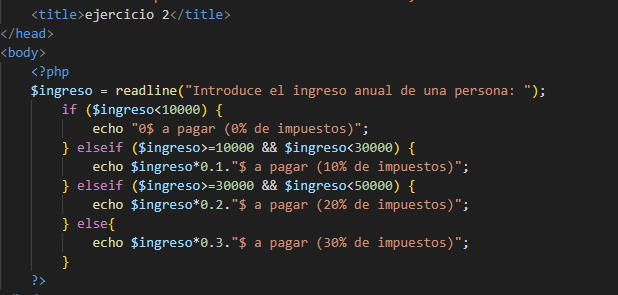 <title>ejercicio 2</title>
</head>
<body>
<?php
$ingreso = readline("Introduce el ingreso anual de una persona: ");
if ($ingreso<10000) {
echo "0$ a pagar (0% de impuestos)";
} elseif ($ingreso>=10000 && $ingreso<30000) {
echo $ingreso*0.1."$ a pagar (10% de impuestos)";
} elseif ($ingreso>=30000 && $ingreso<50000) {
echo $ingreso*0.2."$ a pagar (20% de impuestos)";
} else{
echo $ingreso*0.3."$ a pagar (30% de impuestos)";
}
?>